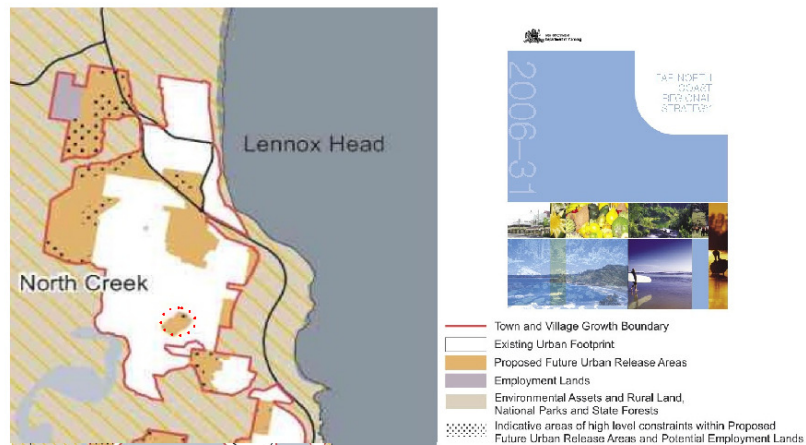 Lennox Head
North Creek
2006-31
FAR NORTH
COAST
REGIONAL
STRATEGY
Town and Village Growth Boundary
Existing Urban Footprint
Proposed Future Urban Release Areas
Employment Lands
Environmental Assets and Rural Land,
National Parks and State Forests
Indicative areas of high level constraints within Proposed
Future Urban Release Areas and Potential Employment Lands